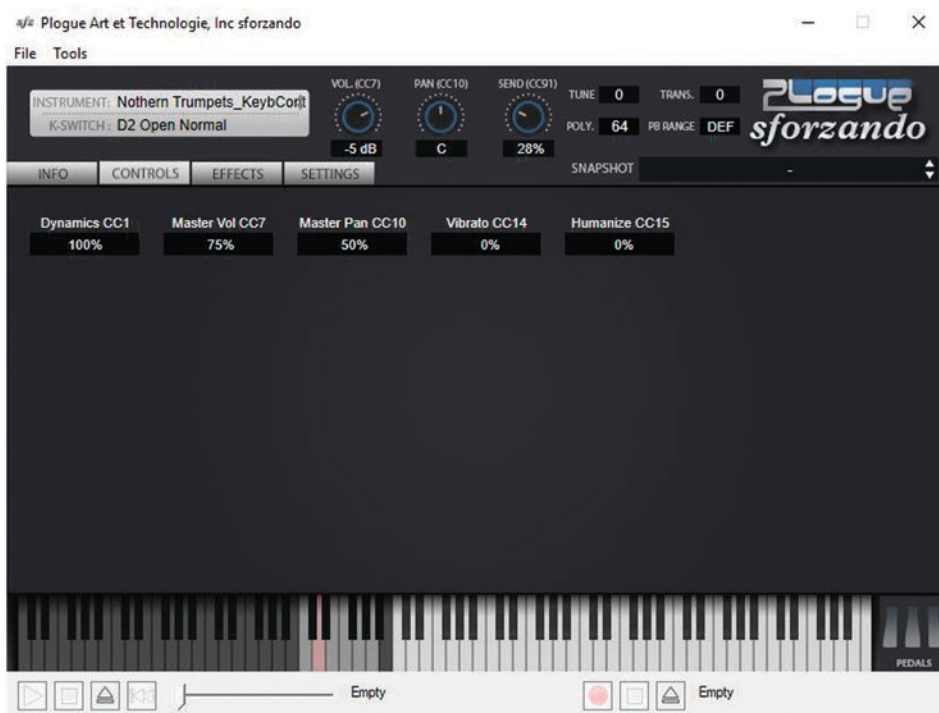 sfz Plogue Art et Technologie, Inc sforzando
File Tools
INSTRUMENT: Nothern Trumpets_KeybCont
K-SWITCH: D2 Open Normal
VOL. (CC7)
-5 dB
PAN (CC10)
C
SEND (CC91)
28%
TUNE 0 TRANS. 0
POLY. 64 PB RANGE DEF
PLogue
sforzando
INFO CONTROLS EFFECTS SETTINGS
SNAPSHOT -
Dynamics CC1 Master Vol CC7 Master Pan CC10 Vibrato CC14 Humanize CC15
100% 75% 50% 0% 0%
PEDALS
Empty Empty